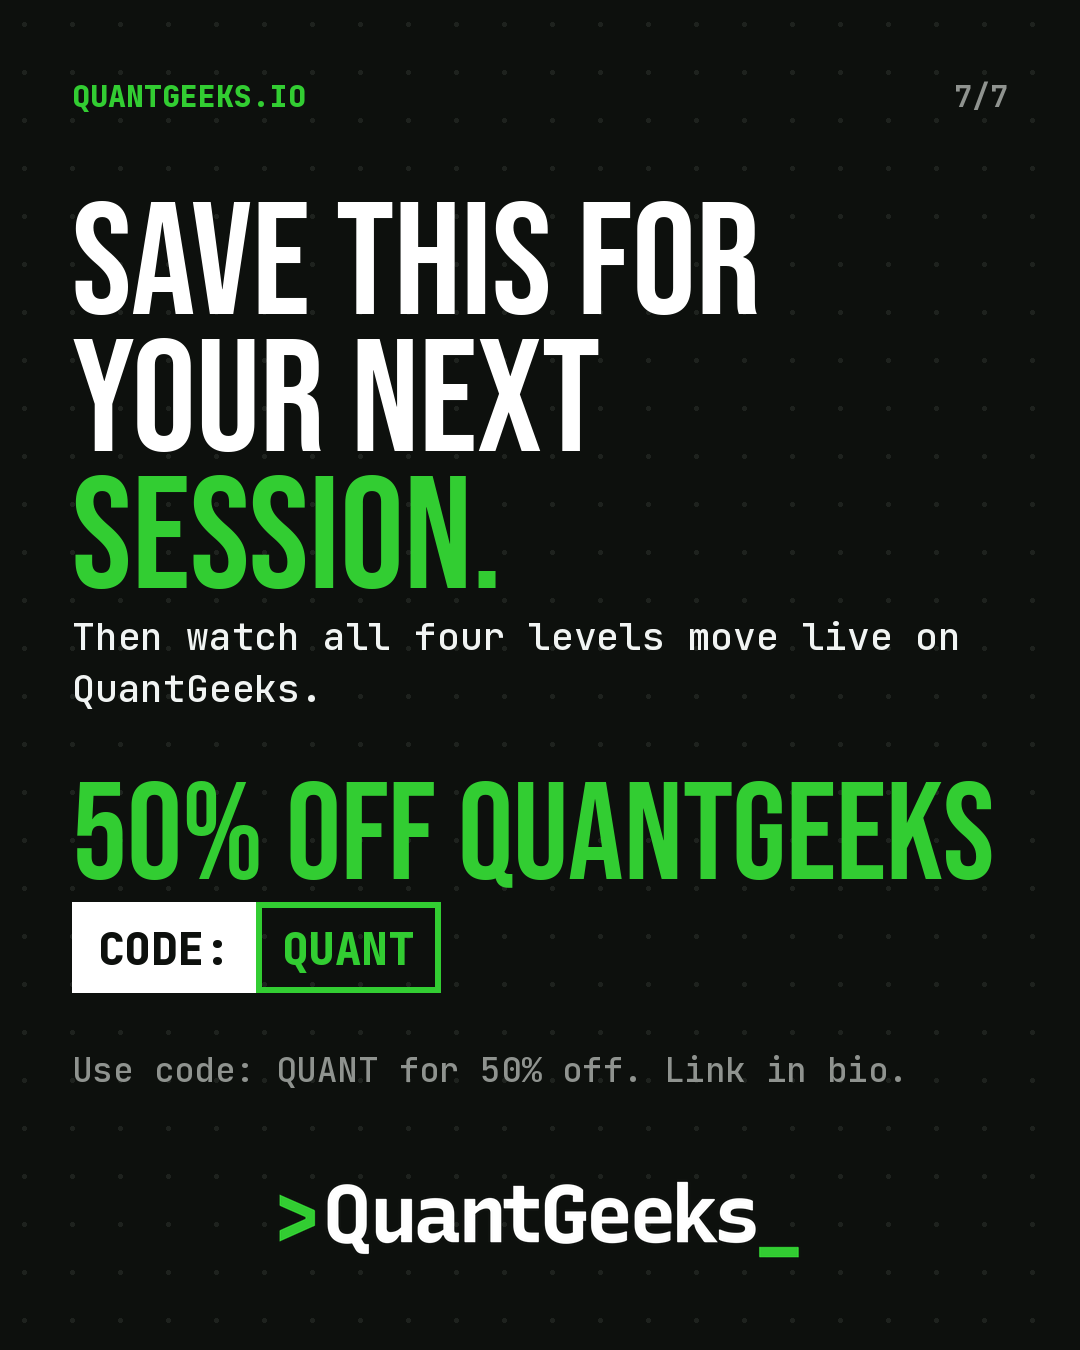 QUANTGEEKS.IO
7/7
SAVE THIS FOR
YOUR NEXT
SESSION.
Then watch all four levels move live on
QuantGeeks.
50% OFF QUANTGEEKS
CODE: QUANT
Use code: QUANT for 50% off. Link in bio.
>QuantGeeks_